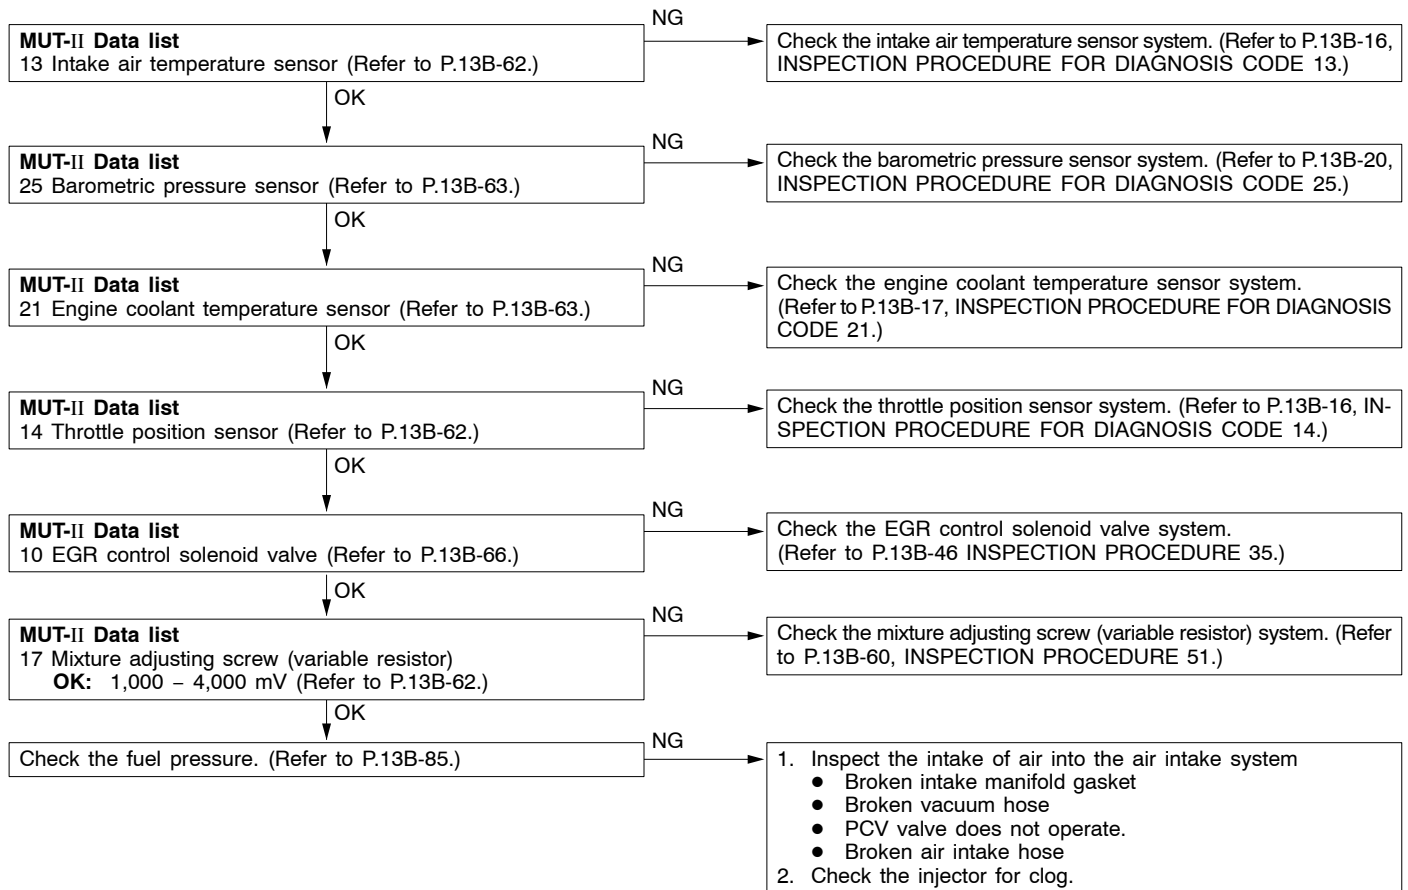 NG
MUT-II Data list
13 Intake air temperature sensor (Refer to P.13B-62.)
Check the intake air temperature sensor system. (Refer to P.13B-16,
INSPECTION PROCEDURE FOR DIAGNOSIS CODE 13.)
OK
NG
MUT-II Data list
25 Barometric pressure sensor (Refer to P.13B-63.)
Check the barometric pressure sensor system. (Refer to P.13B-20,
INSPECTION PROCEDURE FOR DIAGNOSIS CODE 25.)
OK
NG
MUT-II Data list
21 Engine coolant temperature sensor (Refer to P.13B-63.)
Check the engine coolant temperature sensor system.
(Refer to P.13B-17, INSPECTION PROCEDURE FOR DIAGNOSIS
CODE 21.)
OK
NG
MUT-II Data list
14 Throttle position sensor (Refer to P.13B-62.)
Check the throttle position sensor system. (Refer to P.13B-16, IN-
SPECTION PROCEDURE FOR DIAGNOSIS CODE 14.)
OK
NG
MUT-II Data list
10 EGR control solenoid valve (Refer to P.13B-66.)
Check the EGR control solenoid valve system.
(Refer to P.13B-46 INSPECTION PROCEDURE 35.)
OK
NG
MUT-II Data list
17 Mixture adjusting screw (variable resistor)
OK: 1,000 – 4,000 mV (Refer to P.13B-62.)
Check the mixture adjusting screw (variable resistor) system. (Refer
to P.13B-60, INSPECTION PROCEDURE 51.)
OK
NG
Check the fuel pressure. (Refer to P.13B-85.)
1. Inspect the intake of air into the air intake system
● Broken intake manifold gasket
● Broken vacuum hose
● PCV valve does not operate.
● Broken air intake hose
2. Check the injector for clog.